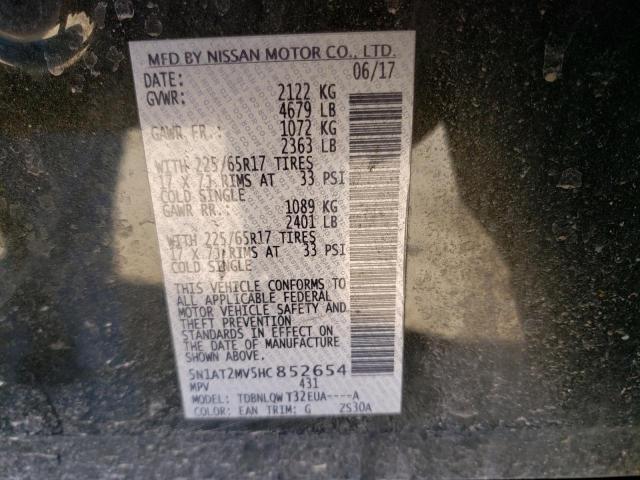 MFD BY NISSAN MOTOR CO., LTD.
DATE: 06/17
GVWR: 2122 KG
4679 LB
GAWR FR.: 1072 KG
2363 LB
WITH 225/65R17 TIRES
17 X 7J RIMS AT 33 PSI
COLD SINGLE
GAWR RR.: 1089 KG
2401 LB
WITH 225/65R17 TIRES
17 X 7J RIMS AT 33 PSI
COLD SINGLE
THIS VEHICLE CONFORMS TO
ALL APPLICABLE FEDERAL
MOTOR VEHICLE SAFETY AND
THEFT PREVENTION
STANDARDS IN EFFECT ON
THE DATE OF MANUFACTURE
SHOWN ABOVE.
5N1AT2MV5HC852654
MPV 431
MODEL: TDBNLQW T32EUA----A
COLOR: EAN TRIM: G 2S30A